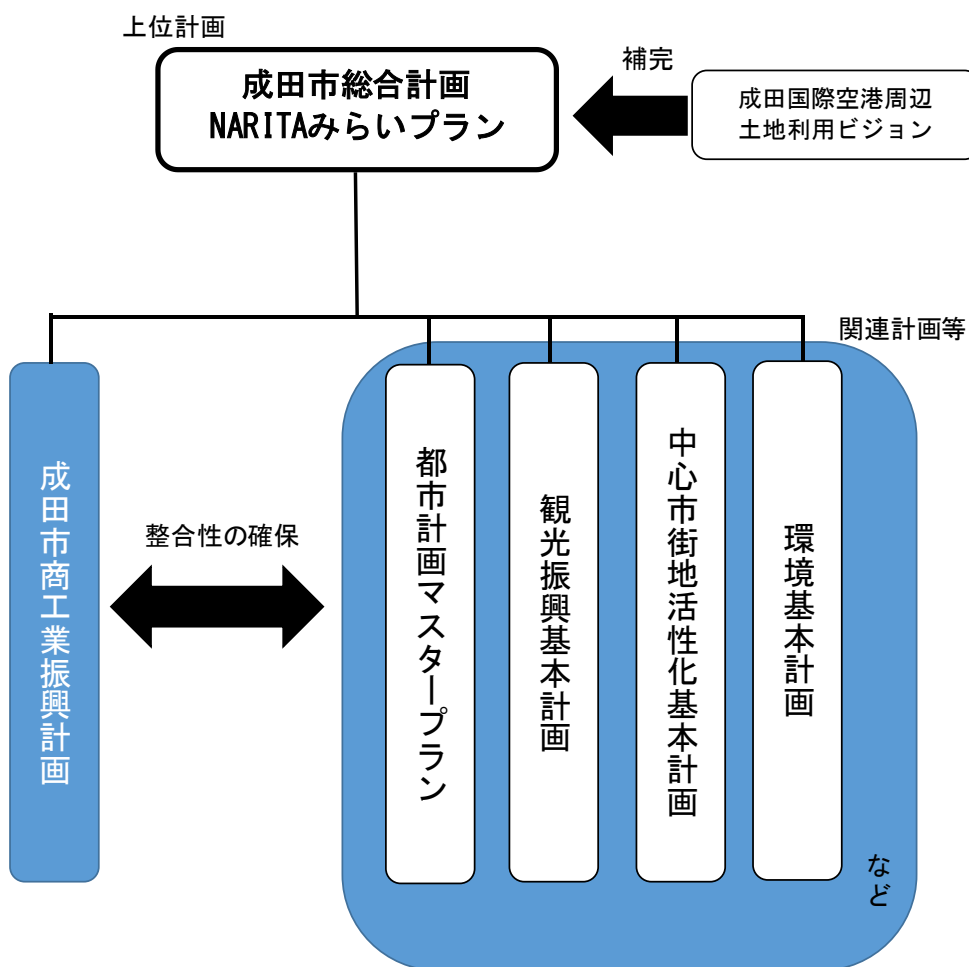 上位計画
成田市総合計画
NARITAみらいプラン
補完
成田国際空港周辺
土地利用ビジョン
関連計画等
成田市商工業振興計画
整合性の確保
都市計画マスタープラン
観光振興基本計画
中心市街地活性化基本計画
環境基本計画
など